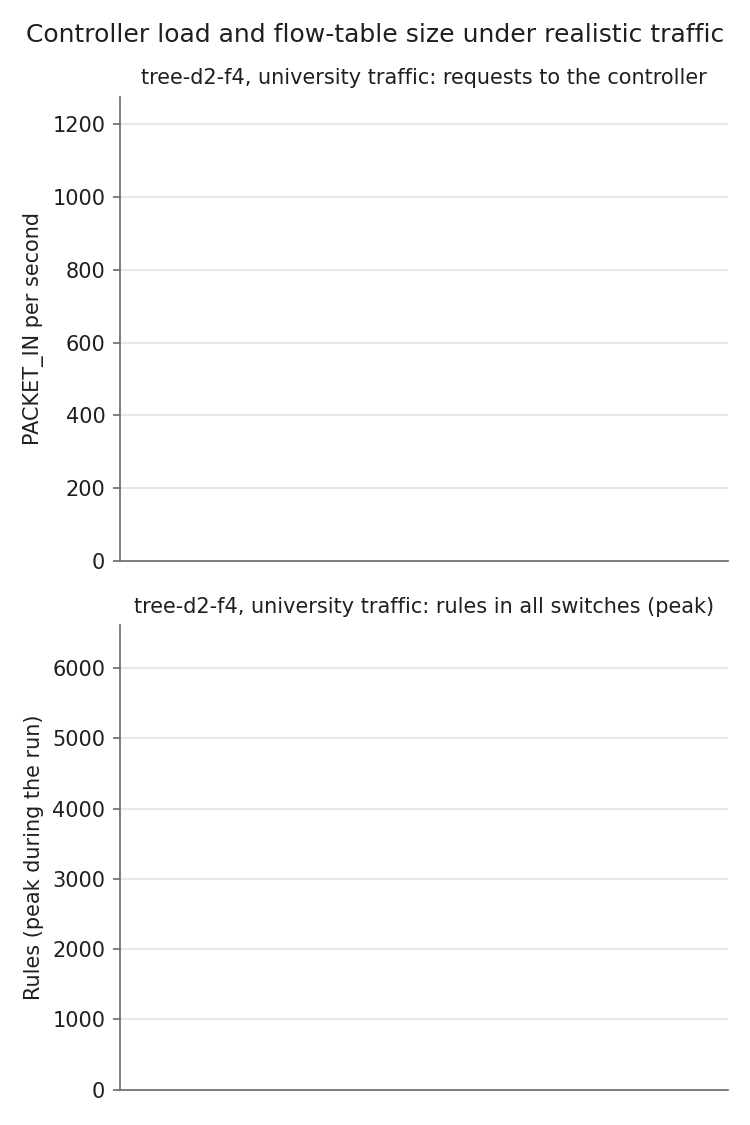 Controller load and flow-table size under realistic traffic
tree-d2-f4, university traffic: requests to the controller
1200
1000
800
600
400
200
0
PACKET_IN per second
tree-d2-f4, university traffic: rules in all switches (peak)
6000
5000
4000
3000
2000
1000
0
Rules (peak during the run)